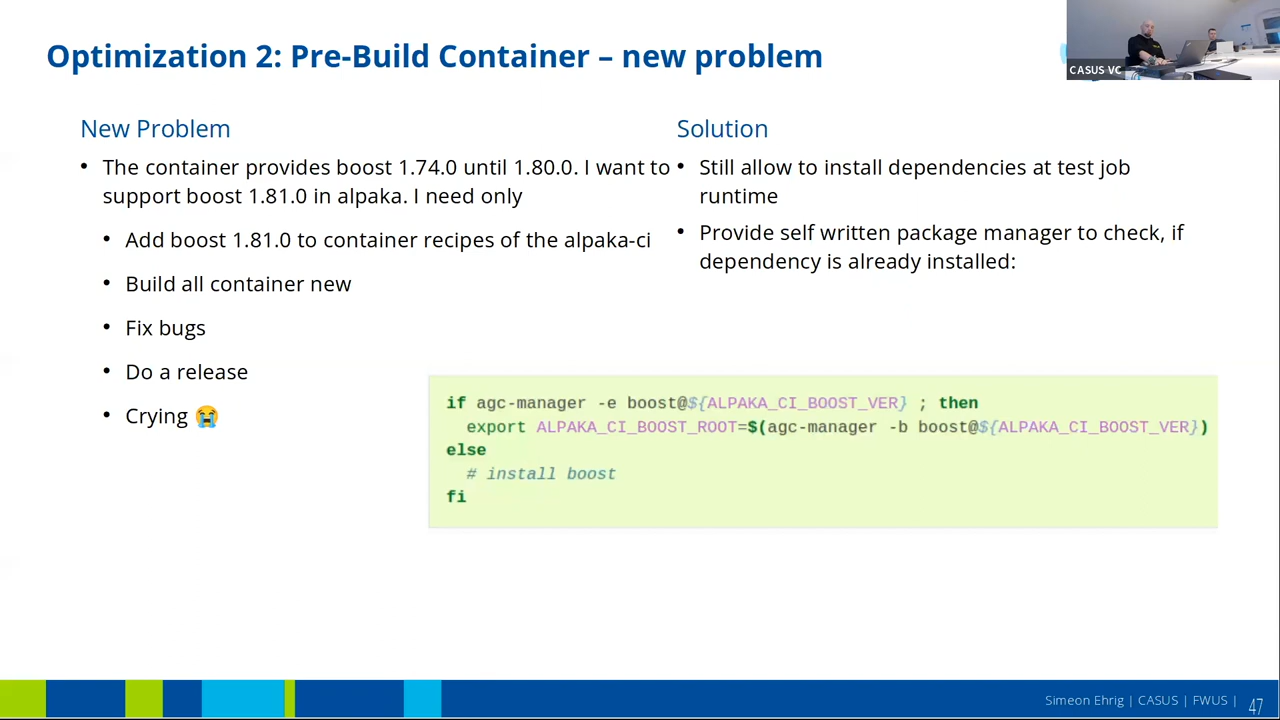 Optimization 2: Pre-Build Container – new problem
CASUS VC
New Problem
• The container provides boost 1.74.0 until 1.80.0. I want to
support boost 1.81.0 in alpaka. I need only
• Add boost 1.81.0 to container recipes of the alpaka-ci
• Build all container new
• Fix bugs
• Do a release
• Crying 😭
Solution
• Still allow to install dependencies at test job
runtime
• Provide self written package manager to check, if
dependency is already installed:
if agc-manager -e boost@${ALPAKA_CI_BOOST_VER} ; then
export ALPAKA_CI_BOOST_ROOT=$(agc-manager -b boost@${ALPAKA_CI_BOOST_VER})
else
# install boost
fi
Simeon Ehrig | CASUS | FWUS |
47